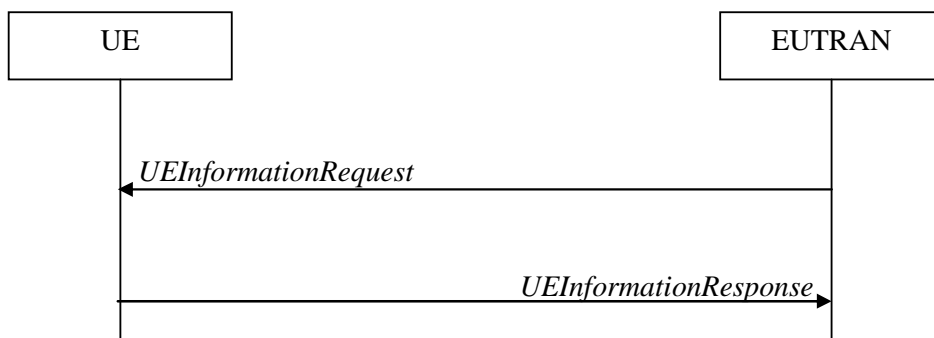 UE
EUTRAN
UEInformationRequest
UEInformationResponse